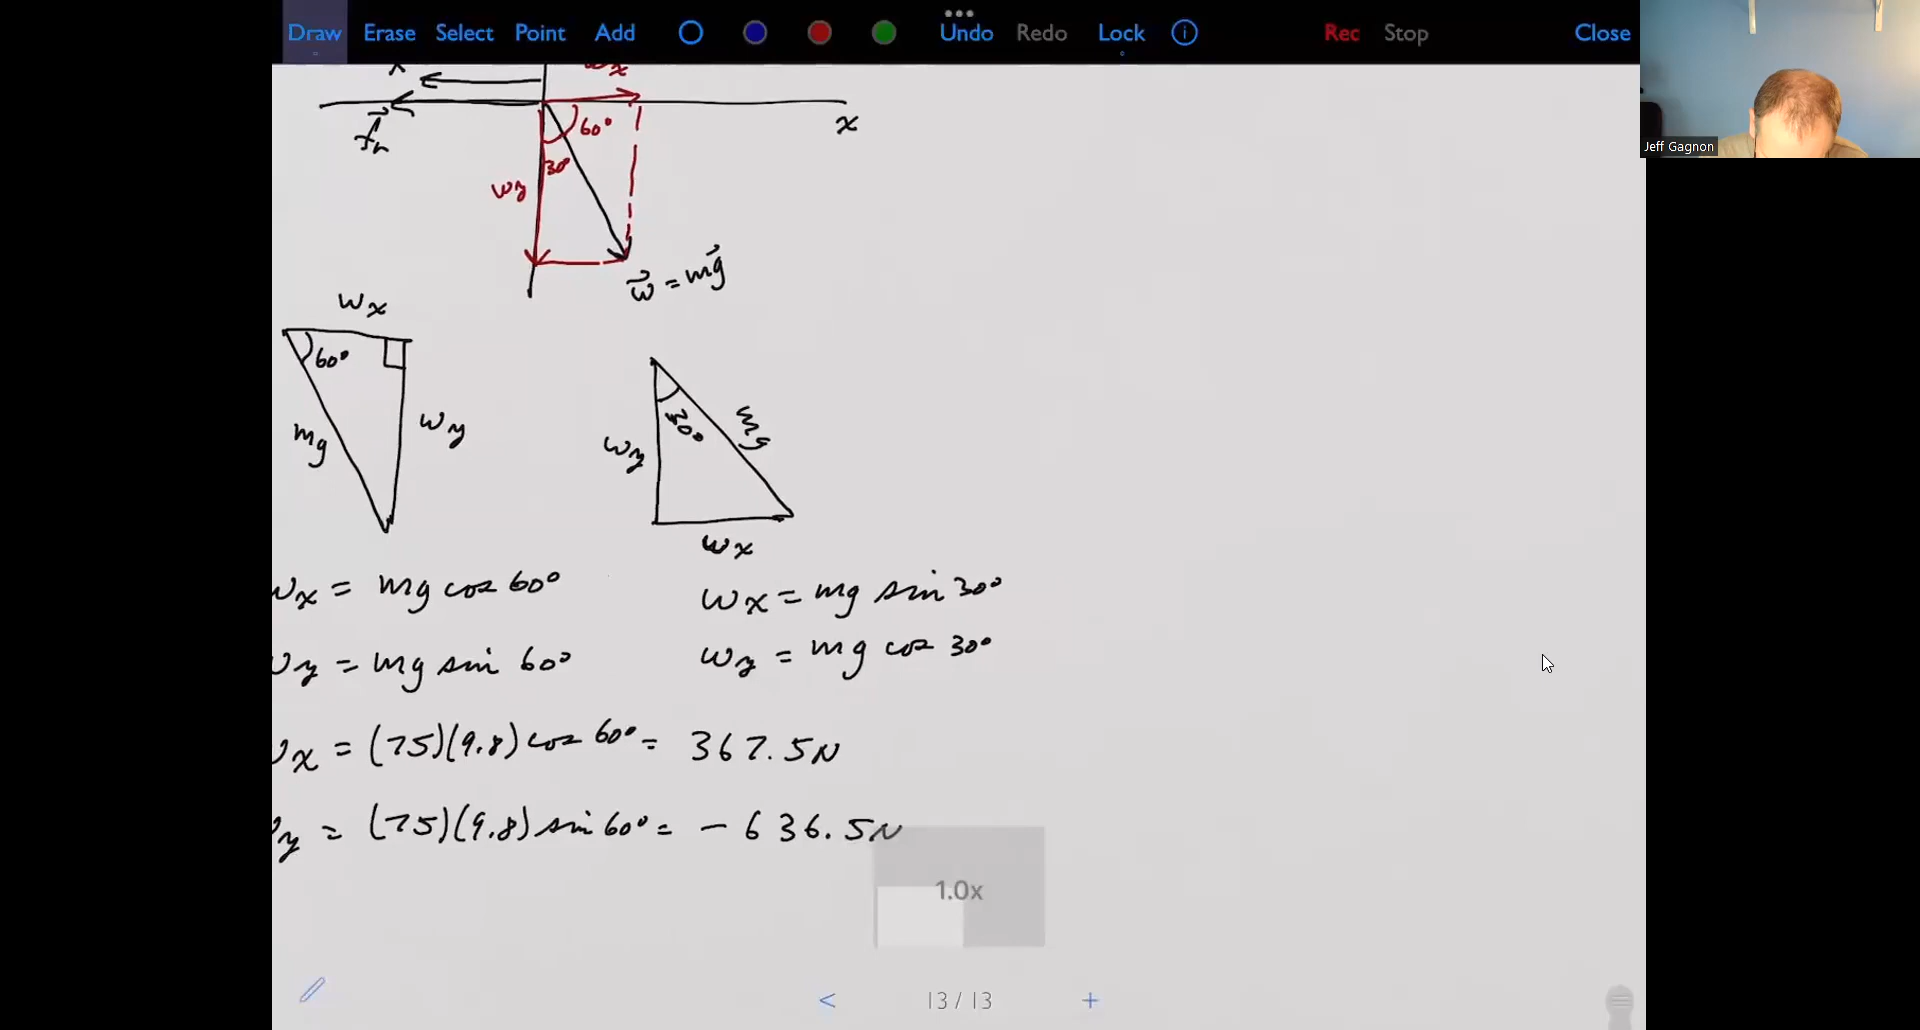 Draw Erase Select Point Add Undo Redo Lock Rec Stop Close
Jeff Gagnon
x
60°
30°
wy
w⃗ = mg⃗
wx
60°
mg
wy
30°
mg
wy
wx
wx = mg cos 60°
wx = mg sin 30°
wy = mg sin 60°
wy = mg cos 30°
wx = (75)(9.8) cos 60° = 367.5N
wy = (75)(9.8) sin 60° = - 636.5N
1.0x
< 13 / 13 +